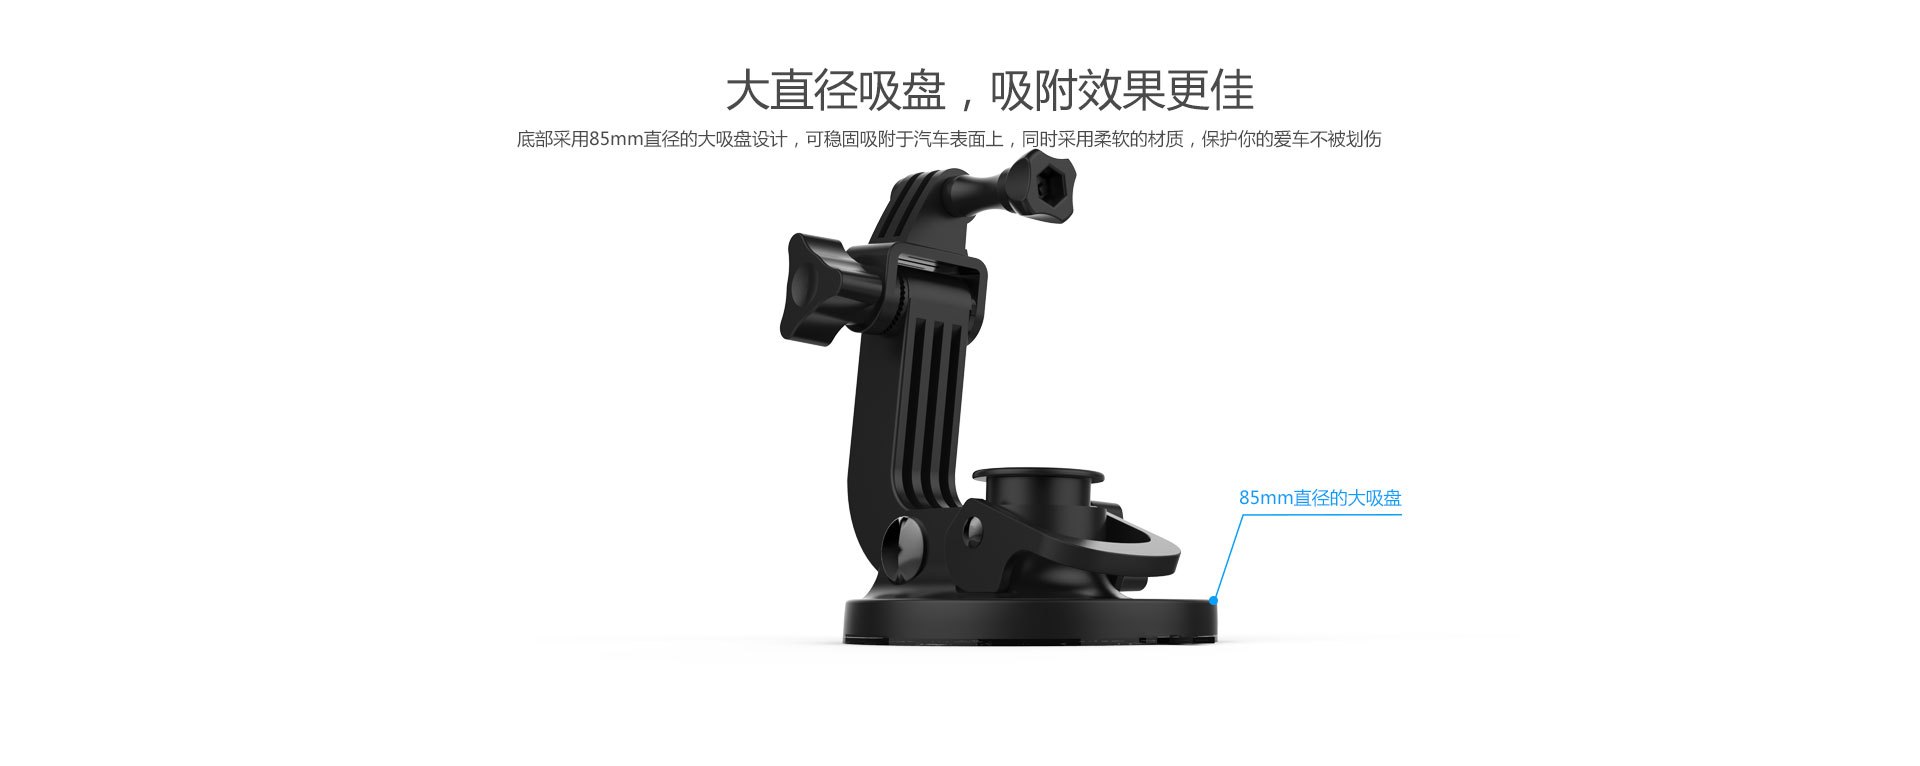 大直径吸盘，吸附效果更佳
底部采用85mm直径的大吸盘设计，可稳固吸附于汽车表面上，同时采用柔软的材质，保护你的爱车不被划伤
85mm直径的大吸盘